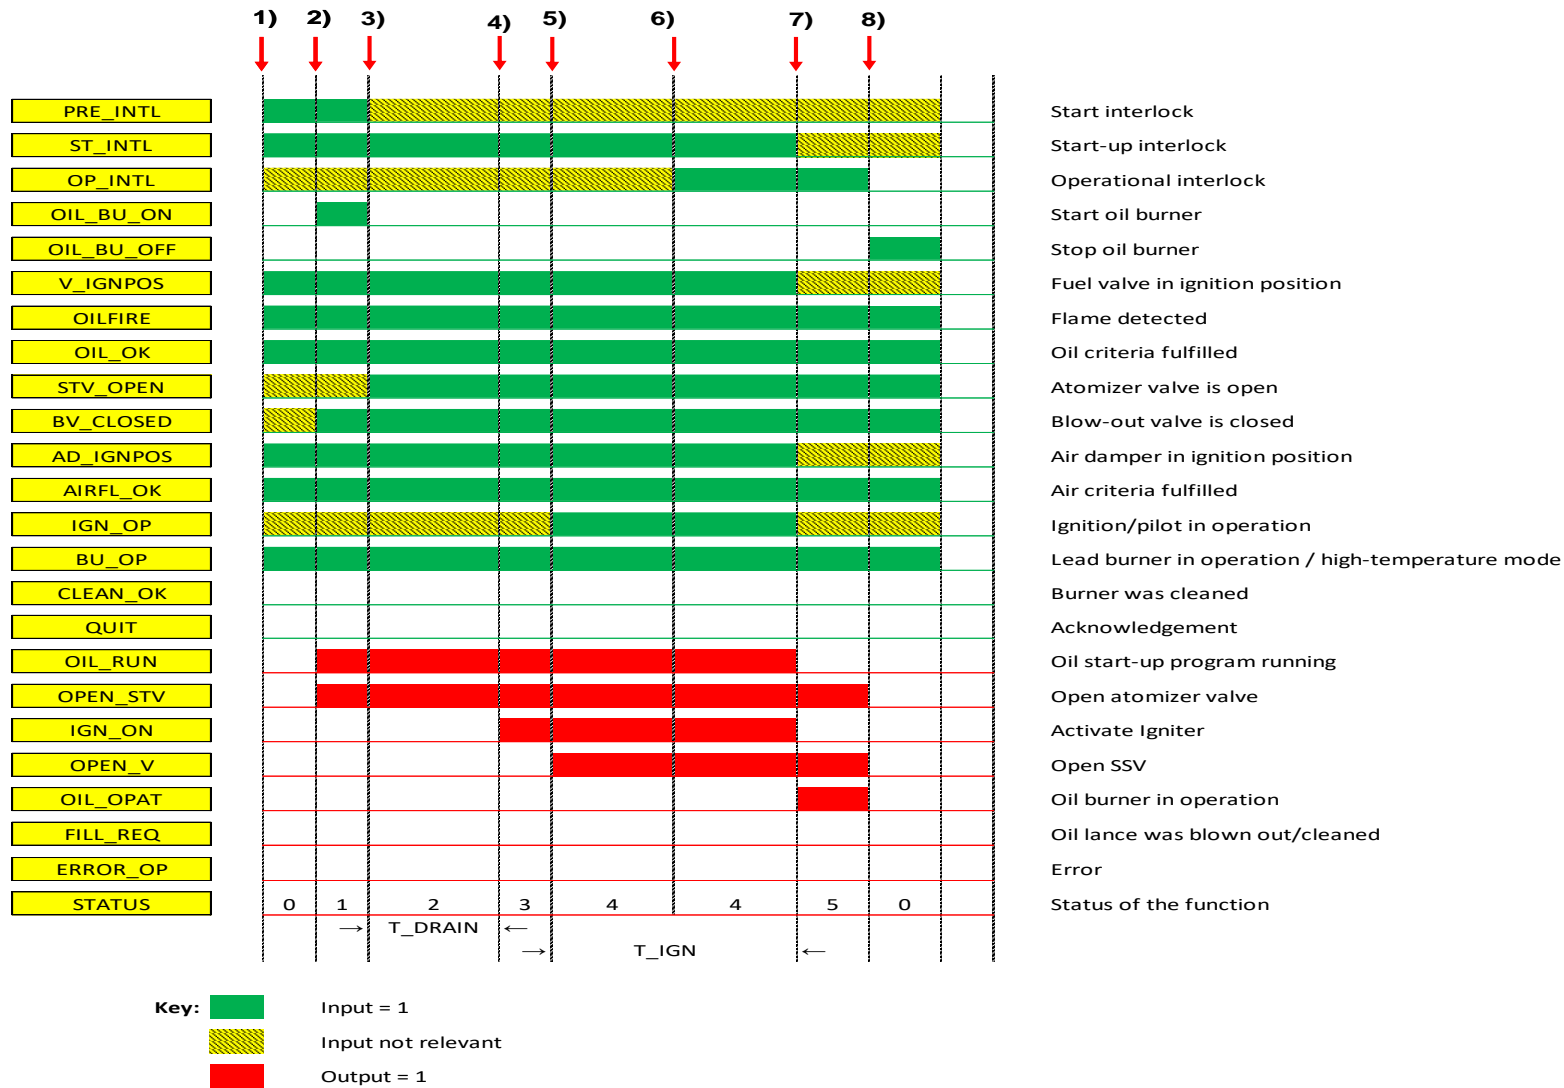 1) 2) 3) 4) 5) 6) 7) 8)
PRE_INTL Start interlock
ST_INTL Start-up interlock
OP_INTL Operational interlock
OIL_BU_ON Start oil burner
OIL_BU_OFF Stop oil burner
V_IGNPOS Fuel valve in ignition position
OILFIRE Flame detected
OIL_OK Oil criteria fulfilled
STV_OPEN Atomizer valve is open
BV_CLOSED Blow-out valve is closed
AD_IGNPOS Air damper in ignition position
AIRFL_OK Air criteria fulfilled
IGN_OP Ignition/pilot in operation
BU_OP Lead burner in operation / high-temperature mode
CLEAN_OK Burner was cleaned
QUIT Acknowledgement
OIL_RUN Oil start-up program running
OPEN_STV Open atomizer valve
IGN_ON Activate Igniter
OPEN_V Open SSV
OIL_OPAT Oil burner in operation
FILL_REQ Oil lance was blown out/cleaned
ERROR_OP Error
STATUS 0 1 2 3 4 4 5 0 Status of the function
→ T_DRAIN ←
→ T_IGN ←
Key: Input = 1
Input not relevant
Output = 1